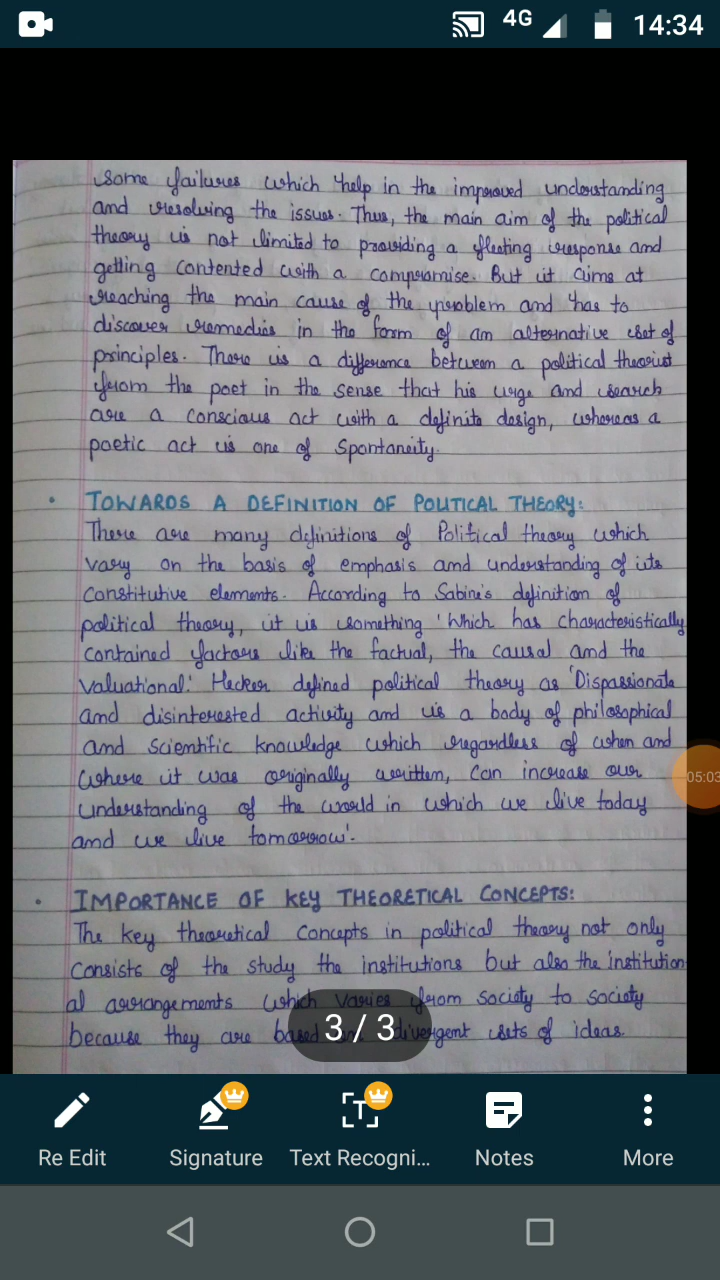 4G 14:34
some failures which help in the improved understanding
and resolving the issues. Thus, the main aim of the political
theory is not limited to providing a fleeting response and
getting contented with a compromise. But it aims at
reaching the main cause of the problem and has to
discover remedies in the form of an alternative set of
principles. There is a difference between a political theorist
from the poet in the sense that his urge and search
are a conscious act with a definite design, whereas a
poetic act is one of Spontaneity.
• TOWARDS A DEFINITION OF POLITICAL THEORY:
There are many definitions of Political theory which
vary on the basis of emphasis and understanding of its
constitutive elements. According to Sabine's definition of
political theory, it is something 'Which has characteristically
contained factors like the factual, the causal and the
valuational.' Hacker defined political theory as 'Dispassionate
and disinterested activity and is a body of philosophical
and scientific knowledge which regardless of when and
where it was originally written, can increase our
05:03
understanding of the world in which we live today
and we live tomorrow'.
• IMPORTANCE OF KEY THEORETICAL CONCEPTS:
The key theoretical concepts in political theory not only
consists of the study the institutions but also the institution
al arrangements which varies from society to society
because they are based divergent sets of ideas.
3 / 3
Re Edit Signature Text Recogni... Notes More